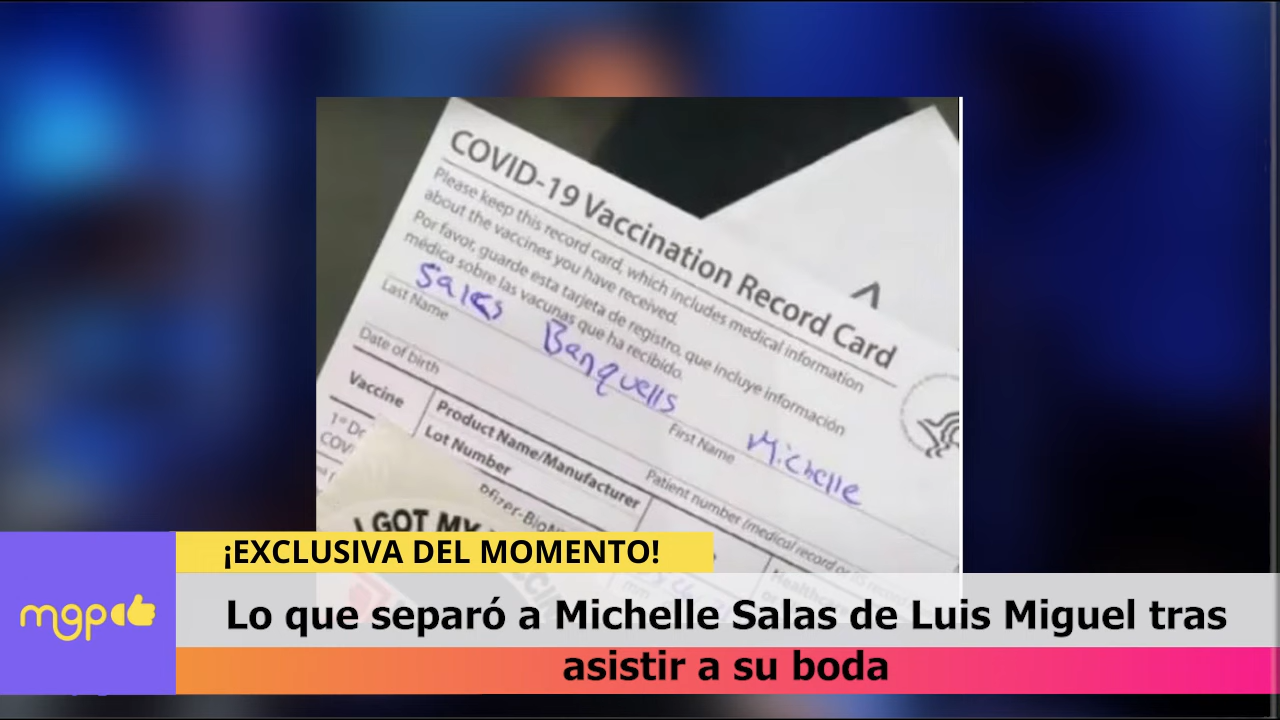 COVID-19 Vaccination Record Card
Please keep this record card, which includes medical information
about the vaccines you have received.
Por favor, guarde esta tarjeta de registro, que incluye información
médica sobre las vacunas que ha recibido.
Salas Banquells Michelle
Last Name First Name
Date of birth Patient number (medical record or
Vaccine Product Name/Manufacturer
Lot Number
Pfizer-BioN
I GOT MY
¡EXCLUSIVA DEL MOMENTO!
mgp
Lo que separó a Michelle Salas de Luis Miguel tras
asistir a su boda